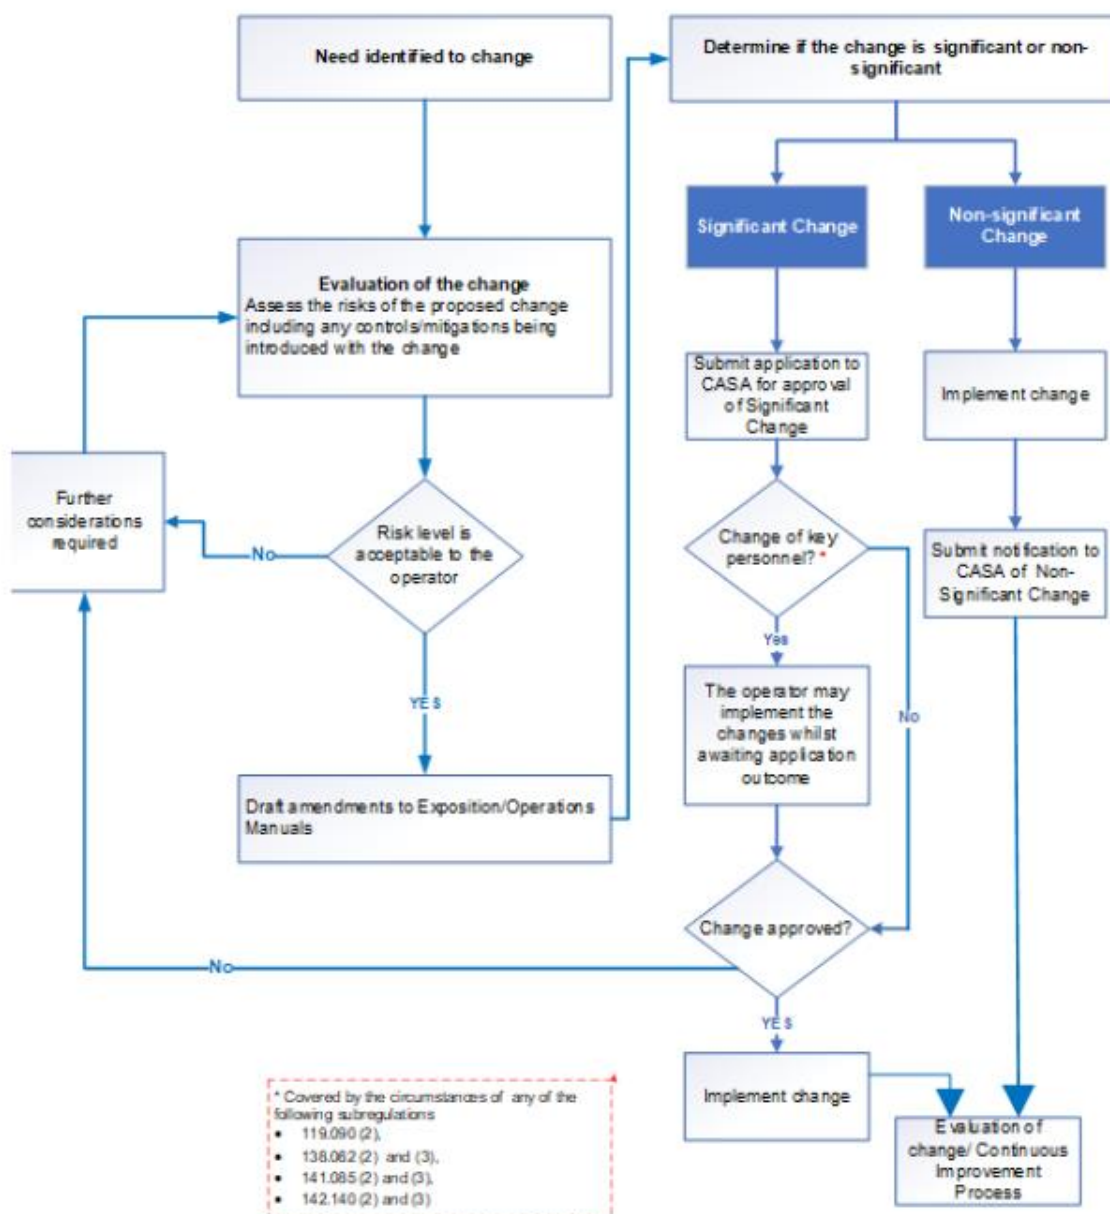 Need identified to change
Evaluation of the change
Assess the risks of the proposed change
including any controls/mitigations being
introduced with the change
Further
considerations
required
No
Risk level is
acceptable to the
operator
YES
Draft amendments to Exposition/Operations
Manuals
No
* Covered by the circumstances of any of the
following subregulations
• 119.090 (2),
• 138.062 (2) and (3),
• 141.085 (2) and (3),
• 142.140 (2) and (3)
Determine if the change is significant or non-
significant
Significant Change
Non-significant
Change
Submit application to
CASA for approval
of Significant
Change
Implement change
Change of key
personnel? *
Submit notification to
CASA of Non-
Significant Change
Yes
No
The operator may
implement the
changes whilst
awaiting application
outcome
Change approved?
YES
Implement change
Evaluation of
change/ Continuous
Improvement
Process